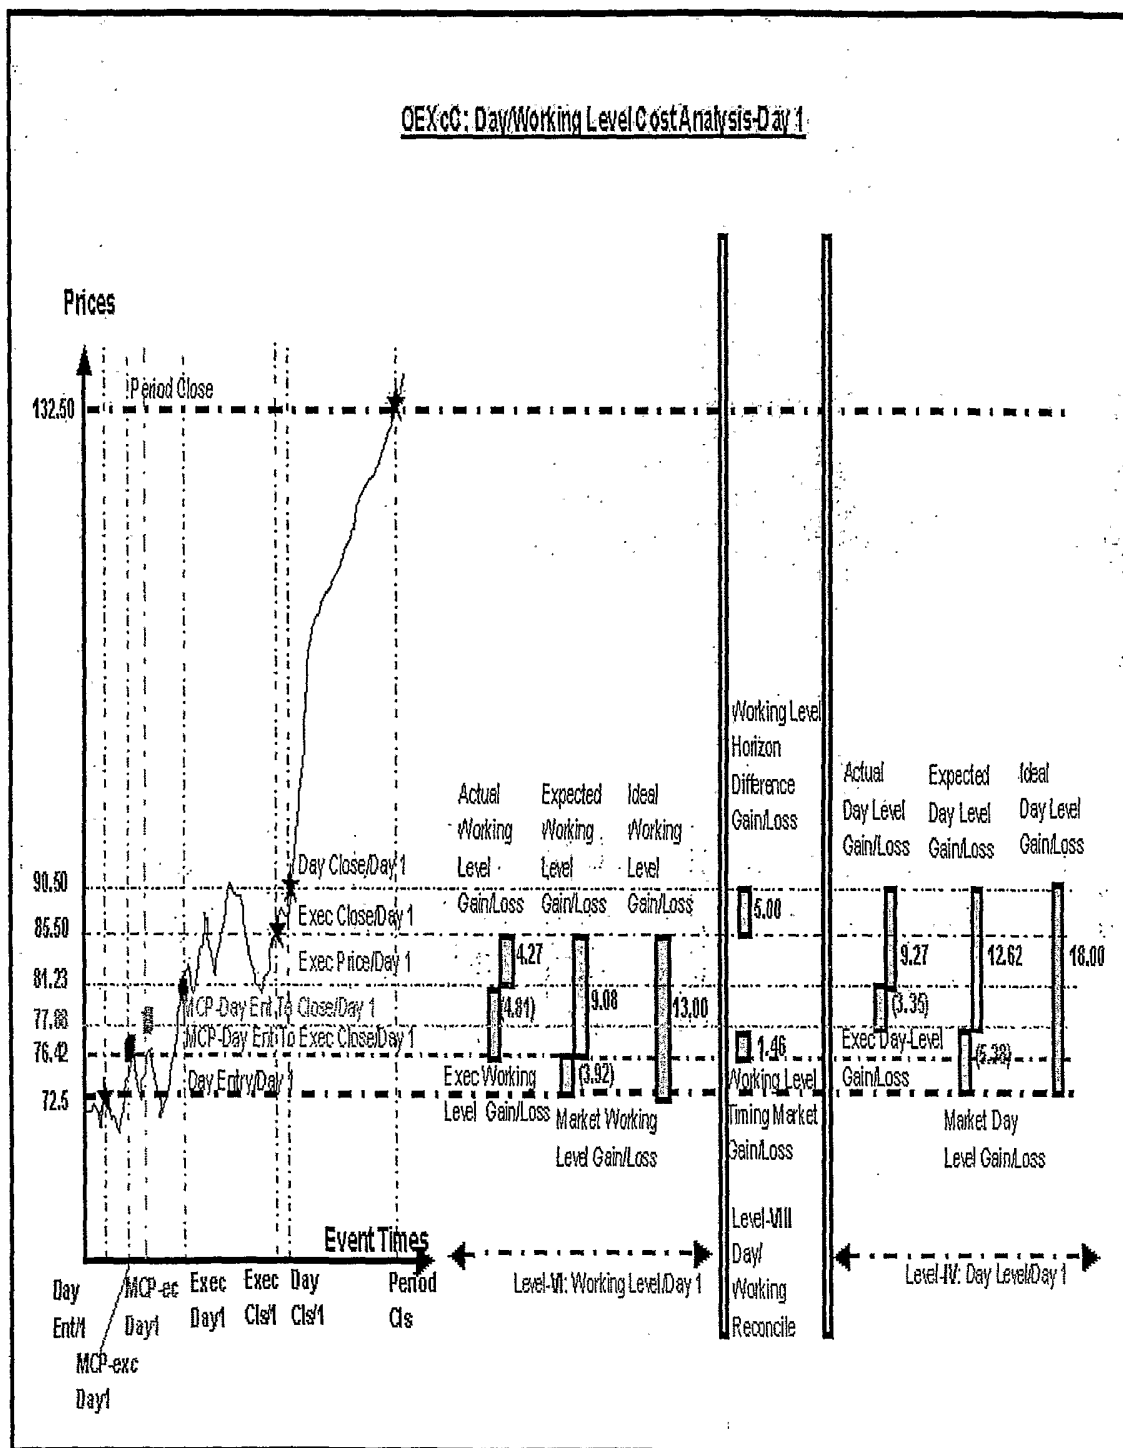 OEXcC: Day/Working Level Cost Analysis-Day 1
Prices
Period Close
132.50
Working Level
Horizon
Difference
Gain/Loss
Actual
Working
Level
Gain/Loss
Expected
Working
Level
Gain/Loss
Ideal
Working
Level
Gain/Loss
Actual
Day Level
Gain/Loss
Expected
Day Level
Gain/Loss
Ideal
Day Level
Gain/Loss
90.50
Day Close/Day 1
5.00
85.50
Exec Close/Day 1
4.27
9.27
12.62
18.00
Exec Price/Day 1
81.23
MCP-Day Ent To Close/Day 1
(4.81)
9.08
13.00
(3.35)
77.88
MCP-Day Ent To Exec Close/Day 1
Exec Day-Level
Gain/Loss
76.42
1.46
(5.38)
Day Entry/Day 1
(3.92)
72.5
Exec Working
Level Gain/Loss
Market Working
Level Gain/Loss
Working Level
Timing Market
Gain/Loss
Market Day
Level Gain/Loss
Event Times
Level-VI: Working Level/Day 1
Level-VIII
Day/
Working
Reconcile
Level-IV: Day Level/Day 1
Day
Ent/1
MCP-ec
Day1
Exec
Day1
Exec
Cls/1
Day
Cls/1
Period
Cls
MCP-exc
Day1